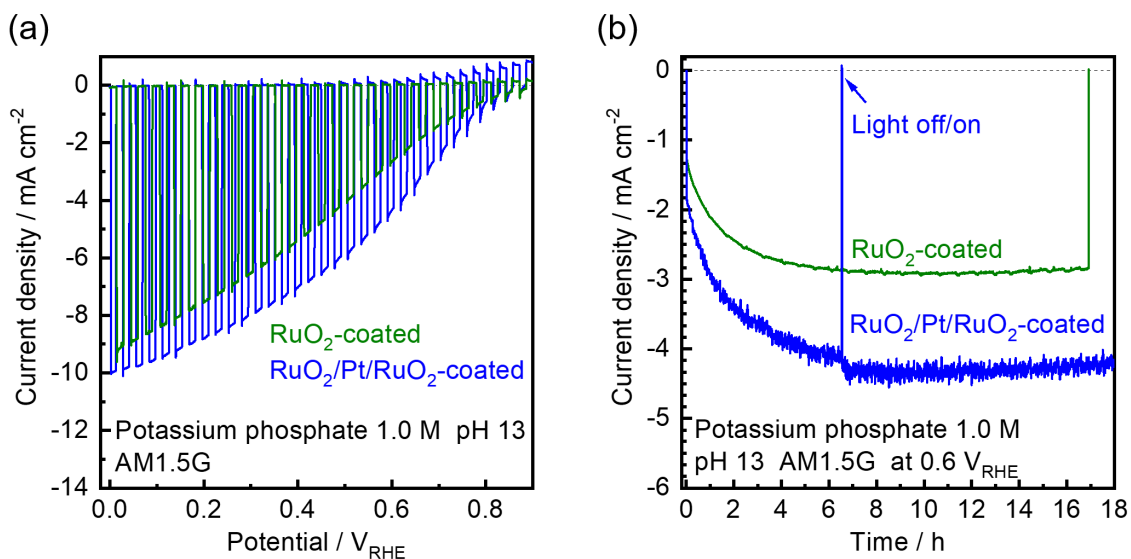 (a)
Current density / mA cm⁻²
0
-2
-4
-6
-8
-10
-12
-14
RuO₂-coated
RuO₂/Pt/RuO₂-coated
Potassium phosphate 1.0 M pH 13
AM1.5G
0.0 0.2 0.4 0.6 0.8
Potential / V_RHE
(b)
Current density / mA cm⁻²
0
-1
-2
-3
-4
-5
-6
Light off/on
RuO₂-coated
RuO₂/Pt/RuO₂-coated
Potassium phosphate 1.0 M
pH 13 AM1.5G at 0.6 V_RHE
0 2 4 6 8 10 12 14 16 18
Time / h